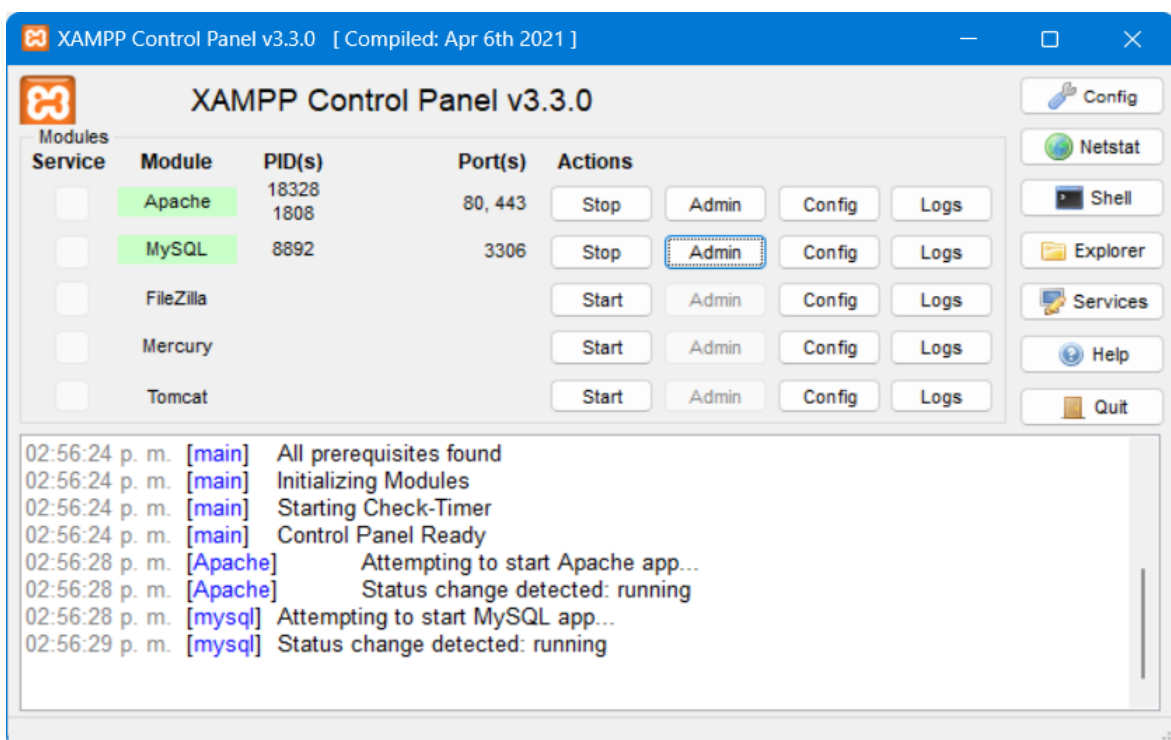 XAMPP Control Panel v3.3.0 [ Compiled: Apr 6th 2021 ]
XAMPP Control Panel v3.3.0
Config
Modules
Netstat
Service Module PID(s) Port(s) Actions
Apache 18328 1808 80, 443 Stop Admin Config Logs
Shell
MySQL 8892 3306 Stop Admin Config Logs
Explorer
FileZilla Start Admin Config Logs
Services
Mercury Start Admin Config Logs
Help
Tomcat Start Admin Config Logs
Quit
02:56:24 p. m. [main] All prerequisites found
02:56:24 p. m. [main] Initializing Modules
02:56:24 p. m. [main] Starting Check-Timer
02:56:24 p. m. [main] Control Panel Ready
02:56:28 p. m. [Apache] Attempting to start Apache app...
02:56:28 p. m. [Apache] Status change detected: running
02:56:28 p. m. [mysql] Attempting to start MySQL app...
02:56:29 p. m. [mysql] Status change detected: running